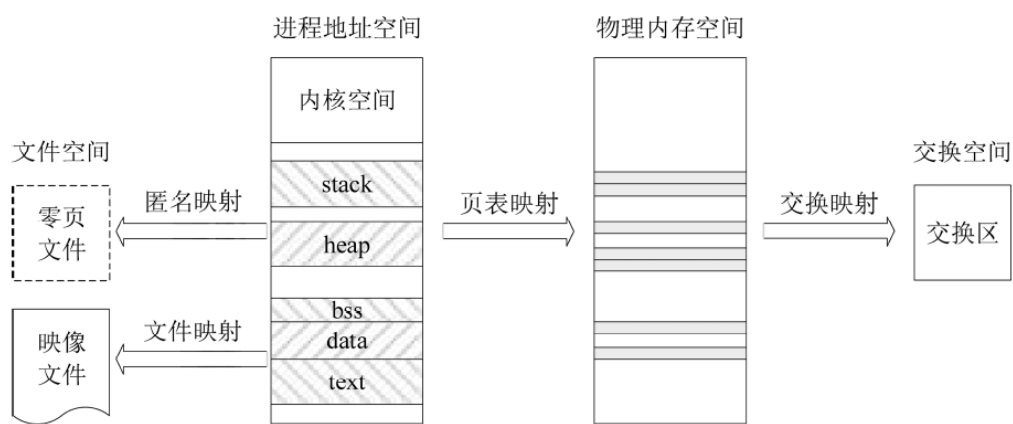 进程地址空间
物理内存空间
内核空间
文件空间
交换空间
stack
零页
文件
匿名映射
页表映射
交换映射
交换区
heap
bss
映像
文件
文件映射
data
text